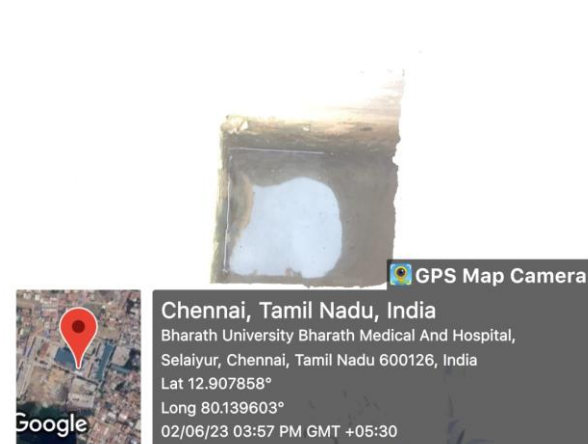 GPS Map Camera
Chennai, Tamil Nadu, India
Bharath University Bharath Medical And Hospital,
Selaiyur, Chennai, Tamil Nadu 600126, India
Lat 12.907858°
Long 80.139603°
02/06/23 03:57 PM GMT +05:30
Google